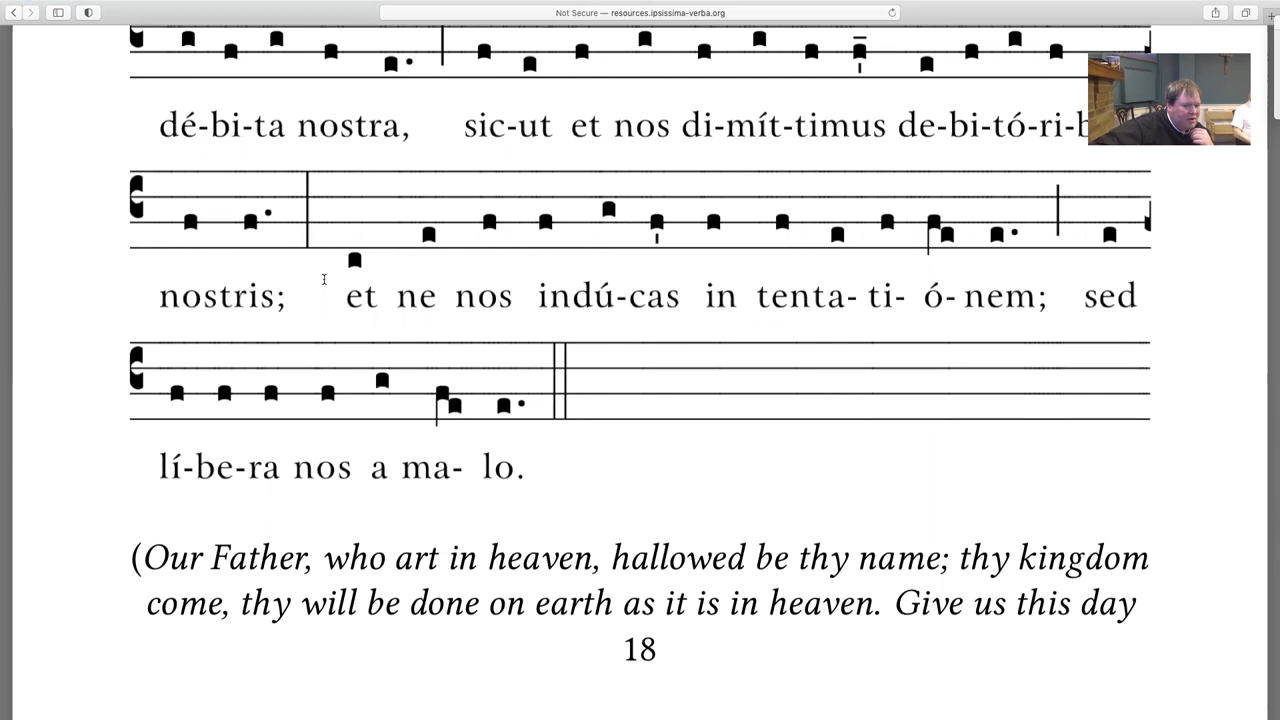 Not Secure — resources.ipsissima-verba.org
dé-bi-ta nostra, sic-ut et nos di-mít-timus de-bi-tó-ri-b
nostris; et ne nos indú-cas in tenta- ti- ó- nem; sed
lí-be-ra nos a ma- lo.
(Our Father, who art in heaven, hallowed be thy name; thy kingdom
come, thy will be done on earth as it is in heaven. Give us this day
18